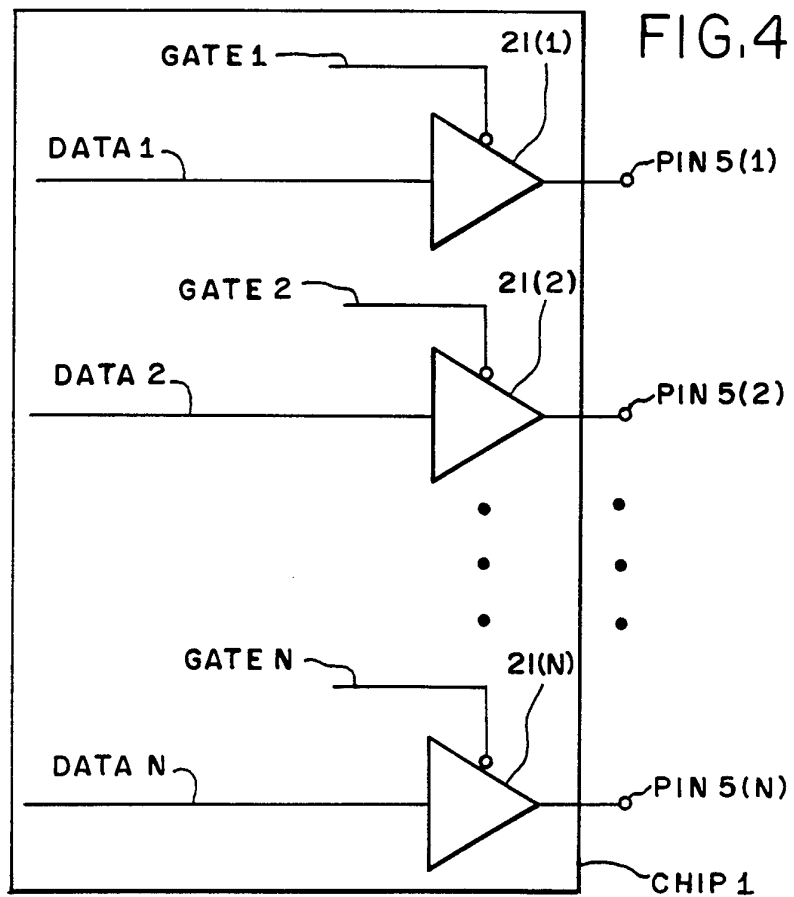 FIG.4
GATE 1
21(1)
DATA 1
PIN 5(1)
GATE 2
21(2)
DATA 2
PIN 5(2)
GATE N
21(N)
DATA N
PIN 5(N)
CHIP 1